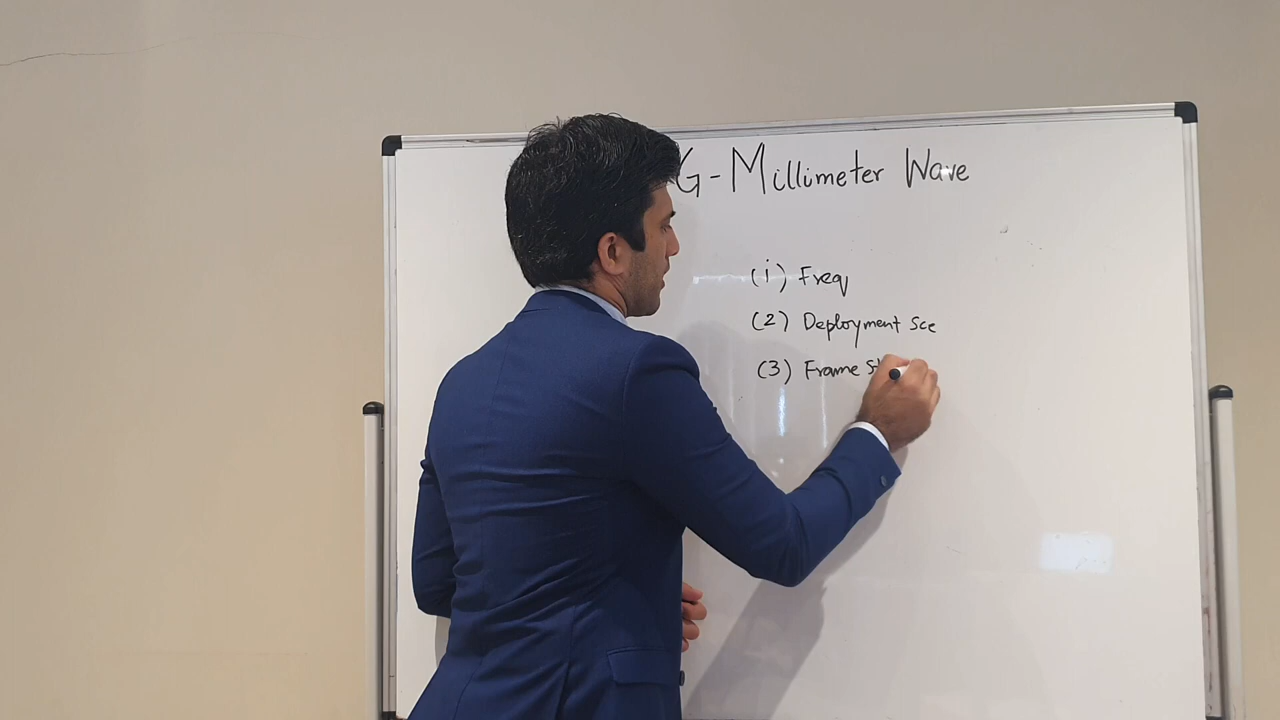 G-Millimeter Wave
(1) Freq
(2) Deployment Sce
(3) Frame